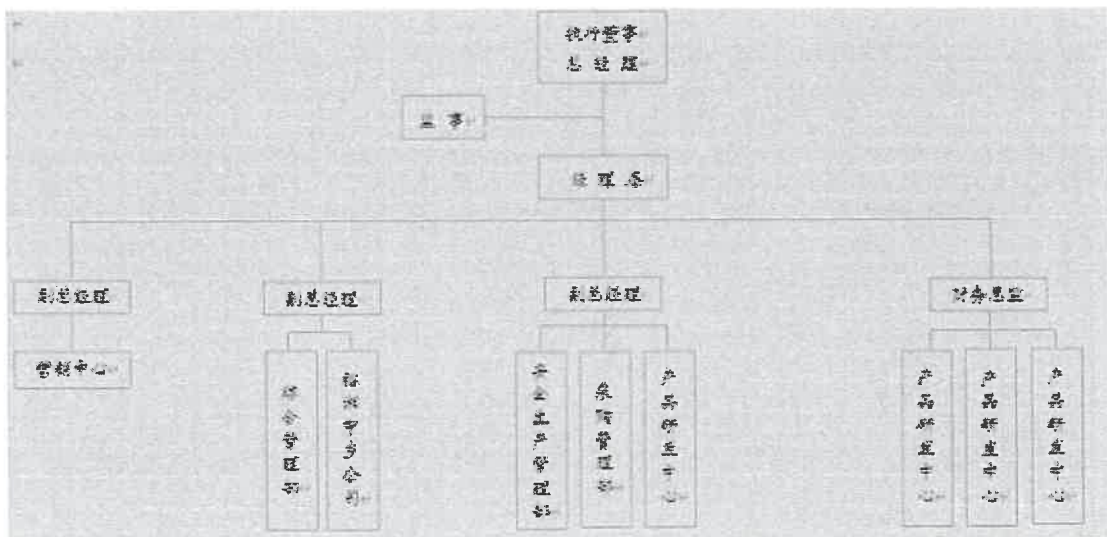 执行董事
总 经 理
监 事
经 理 层
副总经理
副总经理
副总经理
财务总监
营销中心
综合管理部
安全生产管理部
采购管理部
产品研发中心
产品研发中心
产品研发中心
产品研发中心